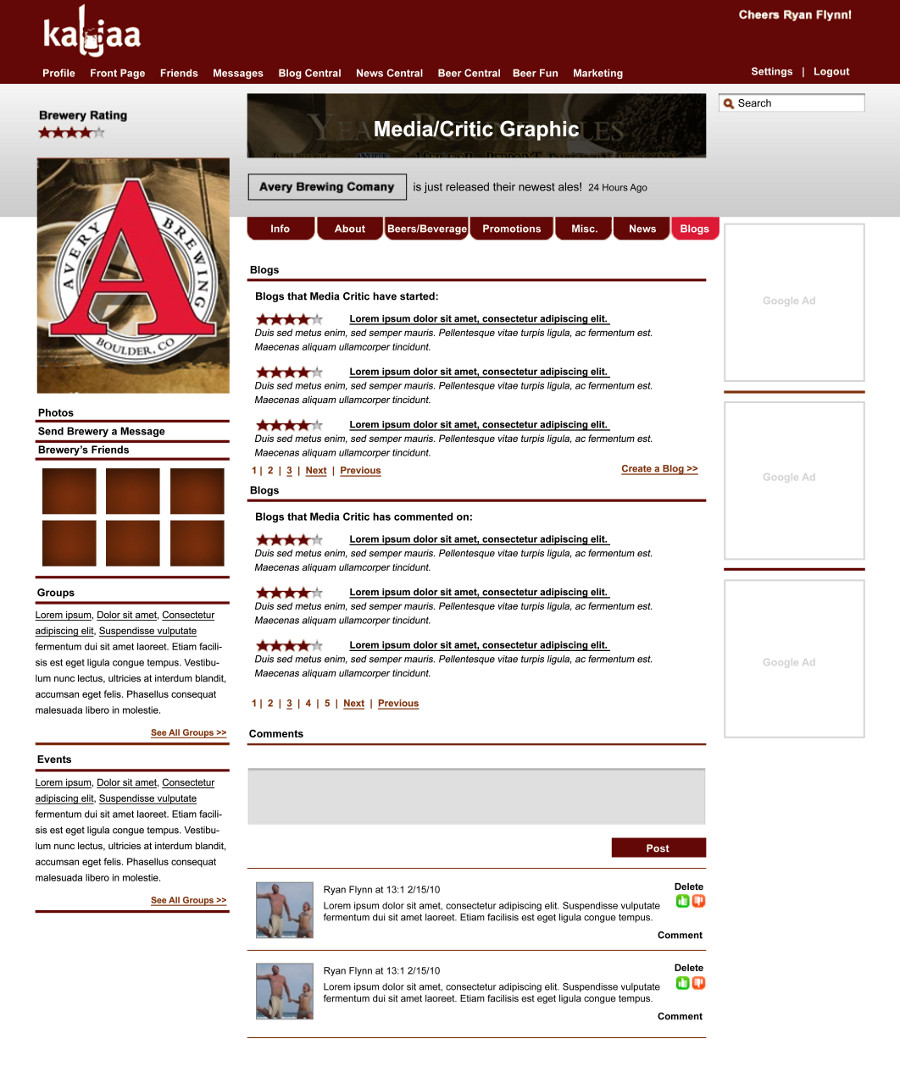 kaljaa
Cheers Ryan Flynn!
Profile Front Page Friends Messages Blog Central News Central Beer Central Beer Fun Marketing
Settings | Logout
Search
Brewery Rating
Media/Critic Graphic
Avery Brewing Comany is just released their newest ales! 24 Hours Ago
AVERY BREWING
A
BOULDER, CO
Info About Beers/Beverage Promotions Misc. News Blogs
Photos
Send Brewery a Message
Brewery's Friends
Groups
Lorem ipsum, Dolor sit amet, Consectetur
adipiscing elit, Suspendisse vulputate
fermentum dui sit amet laoreet. Etiam facili-
sis est eget ligula congue tempus. Vestibu-
lum nunc lectus, ultricies at interdum blandit,
accumsan eget felis. Phasellus consequat
malesuada libero in molestie.
See All Groups >>
Events
Lorem ipsum, Dolor sit amet, Consectetur
adipiscing elit, Suspendisse vulputate
fermentum dui sit amet laoreet. Etiam facili-
sis est eget ligula congue tempus. Vestibu-
lum nunc lectus, ultricies at interdum blandit,
accumsan eget felis. Phasellus consequat
malesuada libero in molestie.
See All Groups >>
Blogs
Blogs that Media Critic have started:
Lorem ipsum dolor sit amet, consectetur adipiscing elit.
Duis sed metus enim, sed semper mauris. Pellentesque vitae turpis ligula, ac fermentum est.
Maecenas aliquam ullamcorper tincidunt.
Lorem ipsum dolor sit amet, consectetur adipiscing elit.
Duis sed metus enim, sed semper mauris. Pellentesque vitae turpis ligula, ac fermentum est.
Maecenas aliquam ullamcorper tincidunt.
Lorem ipsum dolor sit amet, consectetur adipiscing elit.
Duis sed metus enim, sed semper mauris. Pellentesque vitae turpis ligula, ac fermentum est.
Maecenas aliquam ullamcorper tincidunt.
1 | 2 | 3 | Next | Previous
Create a Blog >>
Blogs
Blogs that Media Critic has commented on:
Lorem ipsum dolor sit amet, consectetur adipiscing elit.
Duis sed metus enim, sed semper mauris. Pellentesque vitae turpis ligula, ac fermentum est.
Maecenas aliquam ullamcorper tincidunt.
Lorem ipsum dolor sit amet, consectetur adipiscing elit.
Duis sed metus enim, sed semper mauris. Pellentesque vitae turpis ligula, ac fermentum est.
Maecenas aliquam ullamcorper tincidunt.
Lorem ipsum dolor sit amet, consectetur adipiscing elit.
Duis sed metus enim, sed semper mauris. Pellentesque vitae turpis ligula, ac fermentum est.
Maecenas aliquam ullamcorper tincidunt.
1 | 2 | 3 | 4 | 5 | Next | Previous
Comments
Post
Ryan Flynn at 13:1 2/15/10
Delete
Lorem ipsum dolor sit amet, consectetur adipiscing elit. Suspendisse vulputate
fermentum dui sit amet laoreet. Etiam facilisis est eget ligula congue tempus.
Comment
Ryan Flynn at 13:1 2/15/10
Delete
Lorem ipsum dolor sit amet, consectetur adipiscing elit. Suspendisse vulputate
fermentum dui sit amet laoreet. Etiam facilisis est eget ligula congue tempus.
Comment
Google Ad
Google Ad
Google Ad